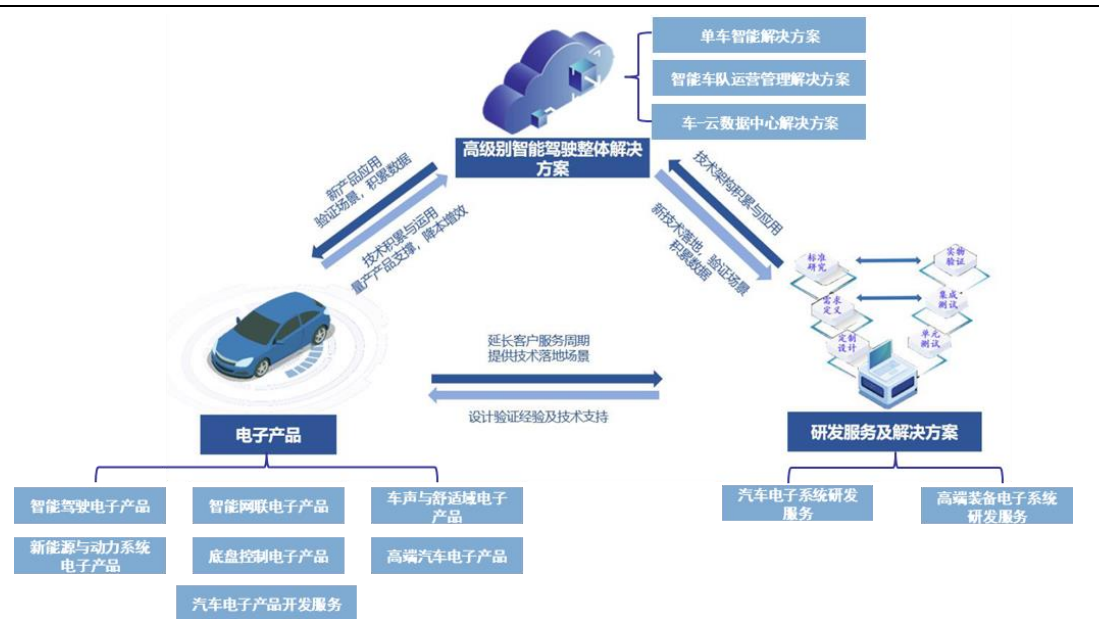 单车智能解决方案
智能车队运营管理解决方案
车-云数据中心解决方案
高级别智能驾驶整体解决
方案
新产品应用
验证场景，积累数据
技术积累与运用
量产产品支撑，降本增效
技术架构积累与应用
新技术落地，验证场景
积累数据
标准
研究
实物
验证
需求
定义
集成
测试
定制
设计
单元
测试
延长客户服务周期
提供技术落地场景
设计验证经验及技术支持
电子产品
研发服务及解决方案
智能驾驶电子产品
智能网联电子产品
车声与舒适域电子
产品
新能源与动力系统
电子产品
底盘控制电子产品
高端汽车电子产品
汽车电子产品开发服务
汽车电子系统研发
服务
高端装备电子系统
研发服务